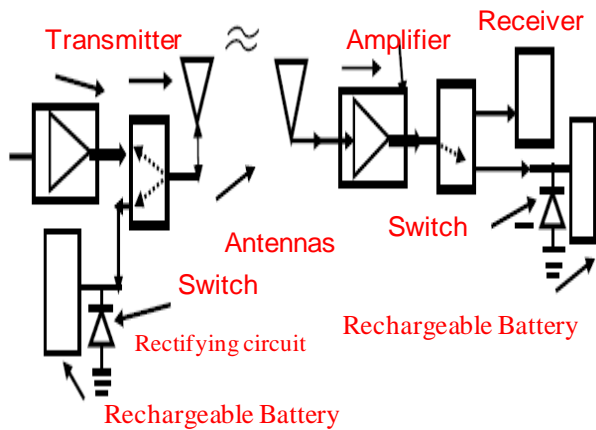 Receiver
Transmitter
Amplifier
Antennas
Switch
Switch
Rectifying circuit
Rechargeable Battery
Rechargeable Battery